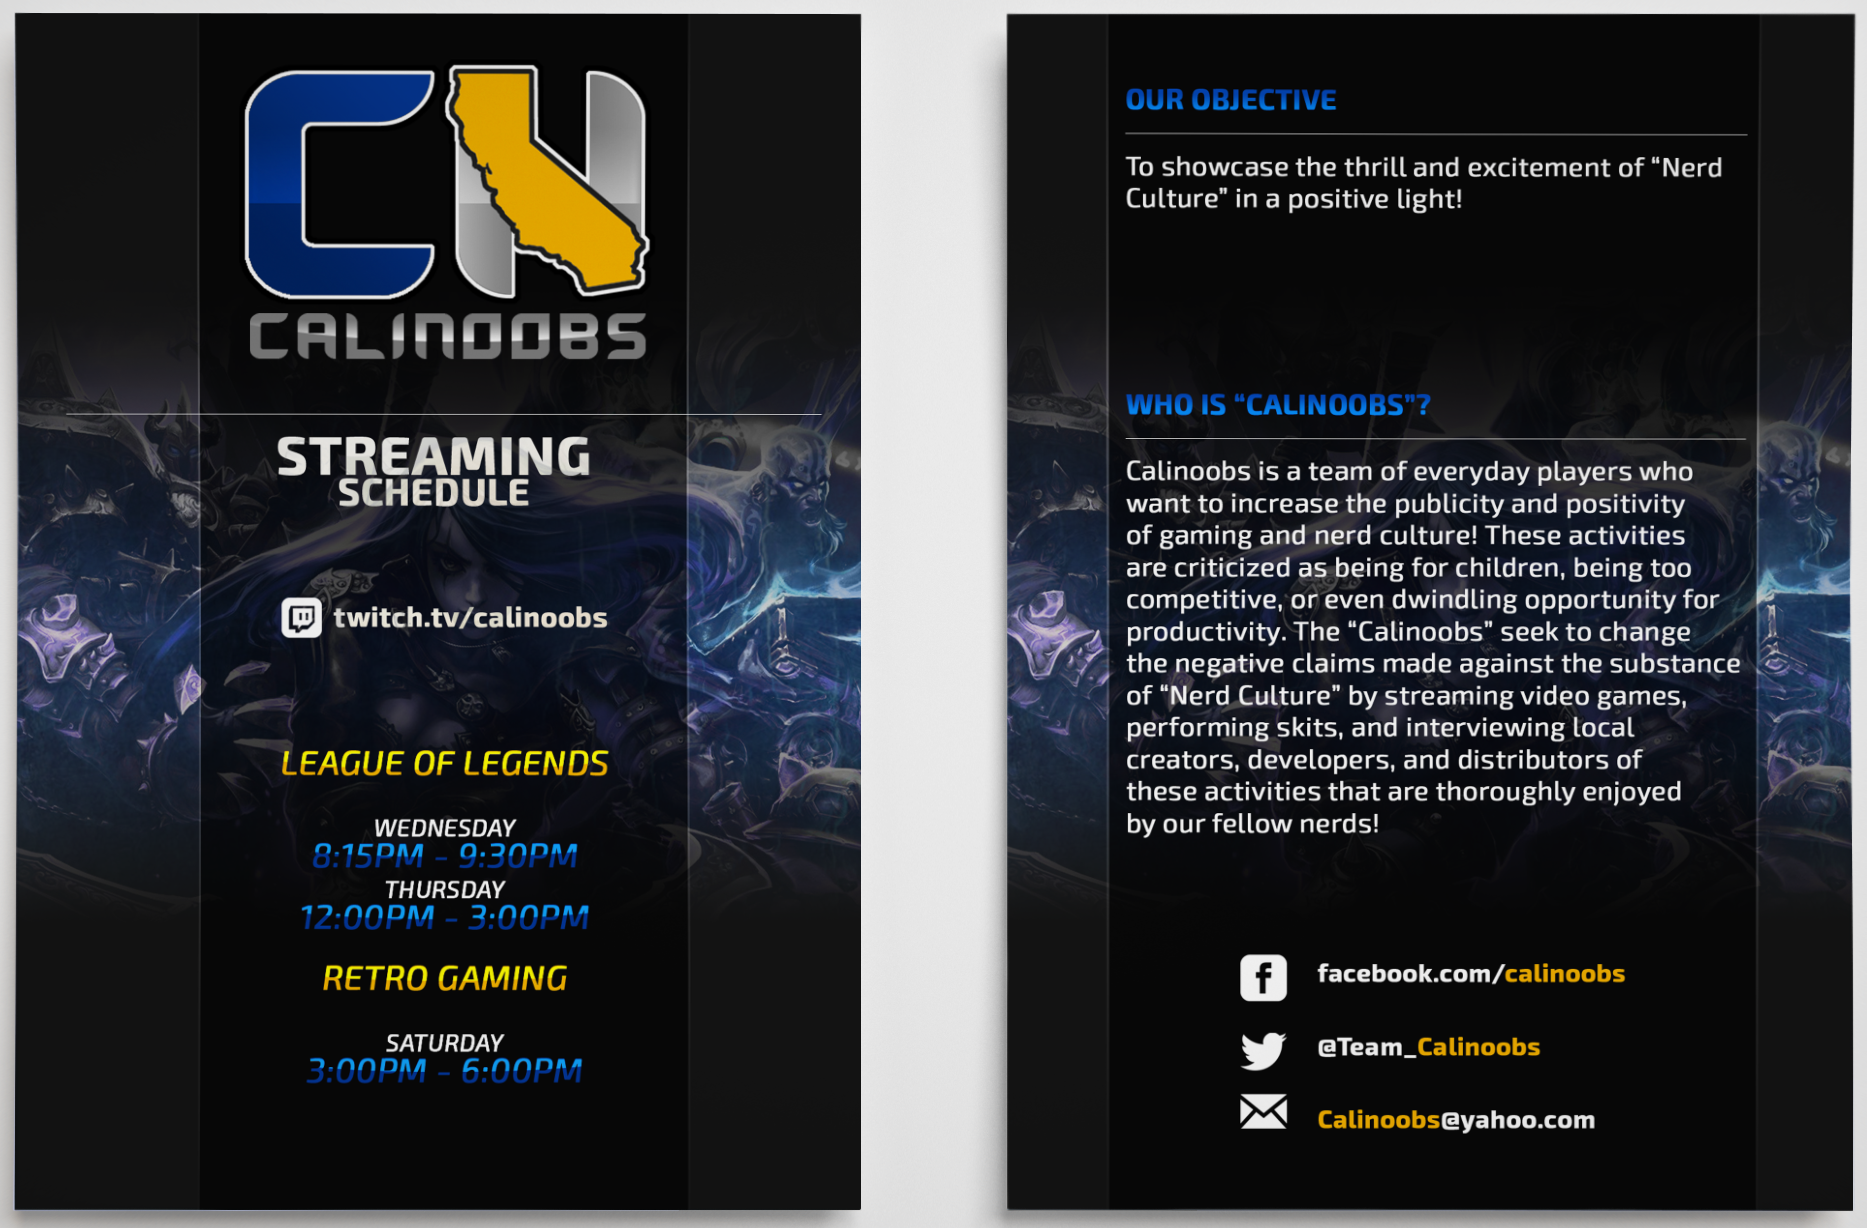 CN
CALINOOBS
STREAMING
SCHEDULE
twitch.tv/calinoobs
LEAGUE OF LEGENDS
WEDNESDAY
8:15PM - 9:30PM
THURSDAY
12:00PM - 3:00PM
RETRO GAMING
SATURDAY
3:00PM - 6:00PM
OUR OBJECTIVE
To showcase the thrill and excitement of “Nerd
Culture” in a positive light!
WHO IS “CALINOOBS”?
Calinoobs is a team of everyday players who
want to increase the publicity and positivity
of gaming and nerd culture! These activities
are criticized as being for children, being too
competitive, or even dwindling opportunity for
productivity. The “Calinoobs” seek to change
the negative claims made against the substance
of “Nerd Culture” by streaming video games,
performing skits, and interviewing local
creators, developers, and distributors of
these activities that are thoroughly enjoyed
by our fellow nerds!
facebook.com/calinoobs
@Team_Calinoobs
Calinoobs@yahoo.com